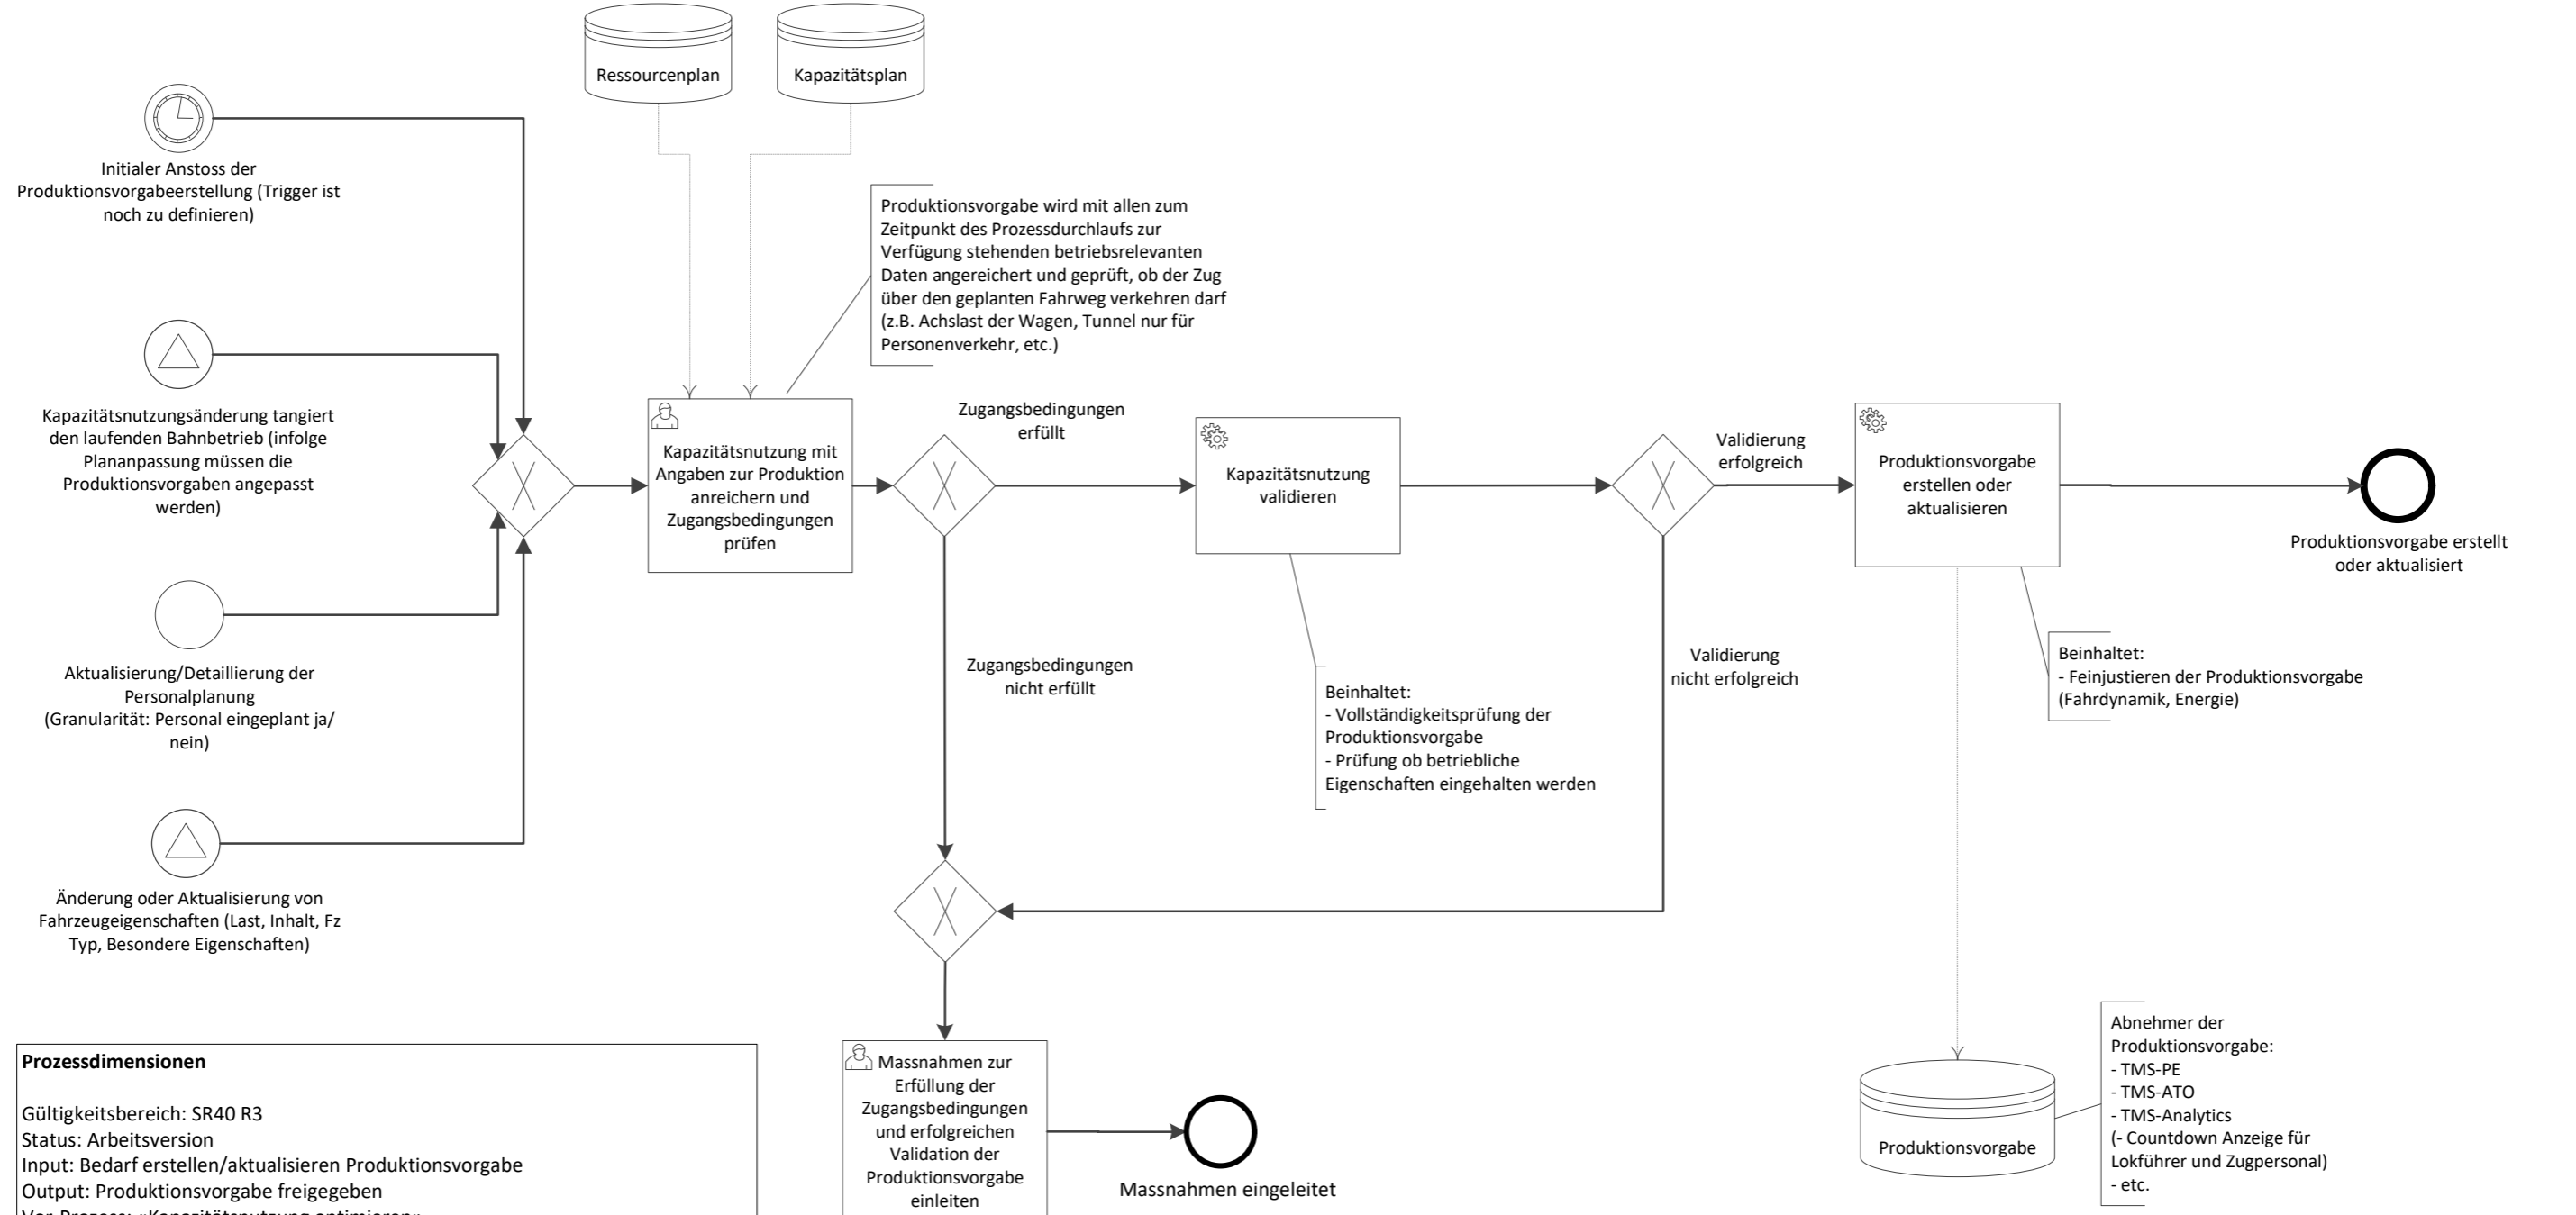 Ressourcenplan
Kapazitätsplan
Initialer Anstoss der
Produktionsvorgabeerstellung (Trigger ist
noch zu definieren)
Produktionsvorgabe wird mit allen zum
Zeitpunkt des Prozessdurchlaufs zur
Verfügung stehenden betriebsrelevanten
Daten angereichert und geprüft, ob der Zug
über den geplanten Fahrweg verkehren darf
(z.B. Achslast der Wagen, Tunnel nur für
Personenverkehr, etc.)
Kapazitätsnutzungsänderung tangiert
den laufenden Bahnbetrieb (infolge
Plananpassung müssen die
Produktionsvorgaben angepasst
werden)
Kapazitätsnutzung mit
Angaben zur Produktion
anreichern und
Zugangsbedingungen
prüfen
Zugangsbedingungen
erfüllt
Kapazitätsnutzung
validieren
Validierung
erfolgreich
Produktionsvorgabe
erstellen oder
aktualisieren
Produktionsvorgabe erstellt
oder aktualisiert
Aktualisierung/Detaillierung der
Personalplanung
(Granularität: Personal eingeplant ja/
nein)
Zugangsbedingungen
nicht erfüllt
Beinhaltet:
- Vollständigkeitsprüfung der
Produktionsvorgabe
- Prüfung ob betriebliche
Eigenschaften eingehalten werden
Validierung
nicht erfolgreich
Beinhaltet:
- Feinjustieren der Produktionsvorgabe
(Fahrdynamik, Energie)
Änderung oder Aktualisierung von
Fahrzeugeigenschaften (Last, Inhalt, Fz
Typ, Besondere Eigenschaften)
Prozessdimensionen
Gültigkeitsbereich: SR40 R3
Status: Arbeitsversion
Input: Bedarf erstellen/aktualisieren Produktionsvorgabe
Output: Produktionsvorgabe freigegeben
Vor-Prozess: «Kapazitätsnutzung optimieren»
Massnahmen zur
Erfüllung der
Zugangsbedingungen
und erfolgreichen
Validation der
Produktionsvorgabe
einleiten
Massnahmen eingeleitet
Produktionsvorgabe
Abnehmer der
Produktionsvorgabe:
- TMS-PE
- TMS-ATO
- TMS-Analytics
(- Countdown Anzeige für
Lokführer und Zugpersonal)
- etc.